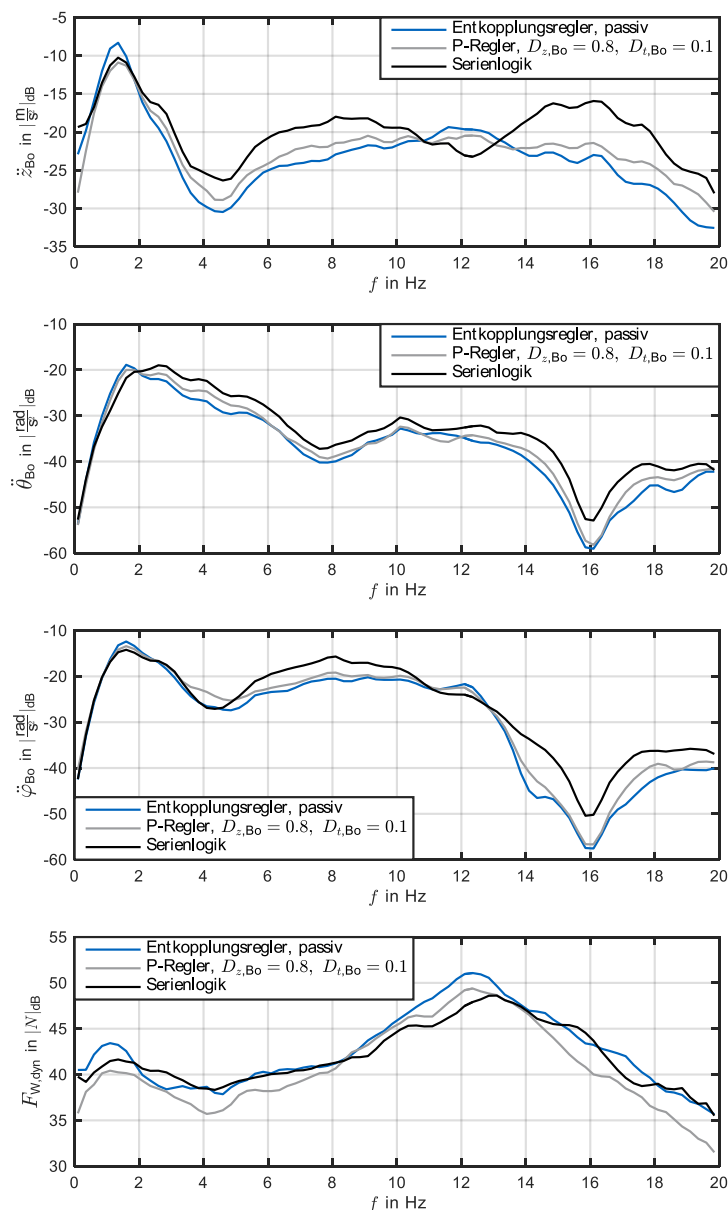 -5
-10
-15
-20
-25
-30
-35
z̈_Bo in |m/s²|dB
Entkopplungsregler, passiv
P-Regler, D_z,Bo = 0.8, D_t,Bo = 0.1
Serienlogik
0 2 4 6 8 10 12 14 16 18 20
f in Hz
-10
-20
-30
-40
-50
-60
θ̈_Bo in |rad/s²|dB
Entkopplungsregler, passiv
P-Regler, D_z,Bo = 0.8, D_t,Bo = 0.1
Serienlogik
0 2 4 6 8 10 12 14 16 18 20
f in Hz
-10
-20
-30
-40
-50
-60
φ̈_Bo in |rad/s²|dB
Entkopplungsregler, passiv
P-Regler, D_z,Bo = 0.8, D_t,Bo = 0.1
Serienlogik
0 2 4 6 8 10 12 14 16 18 20
f in Hz
55
50
45
40
35
30
F_W,dyn in |N|dB
Entkopplungsregler, passiv
P-Regler, D_z,Bo = 0.8, D_t,Bo = 0.1
Serienlogik
0 2 4 6 8 10 12 14 16 18 20
f in Hz